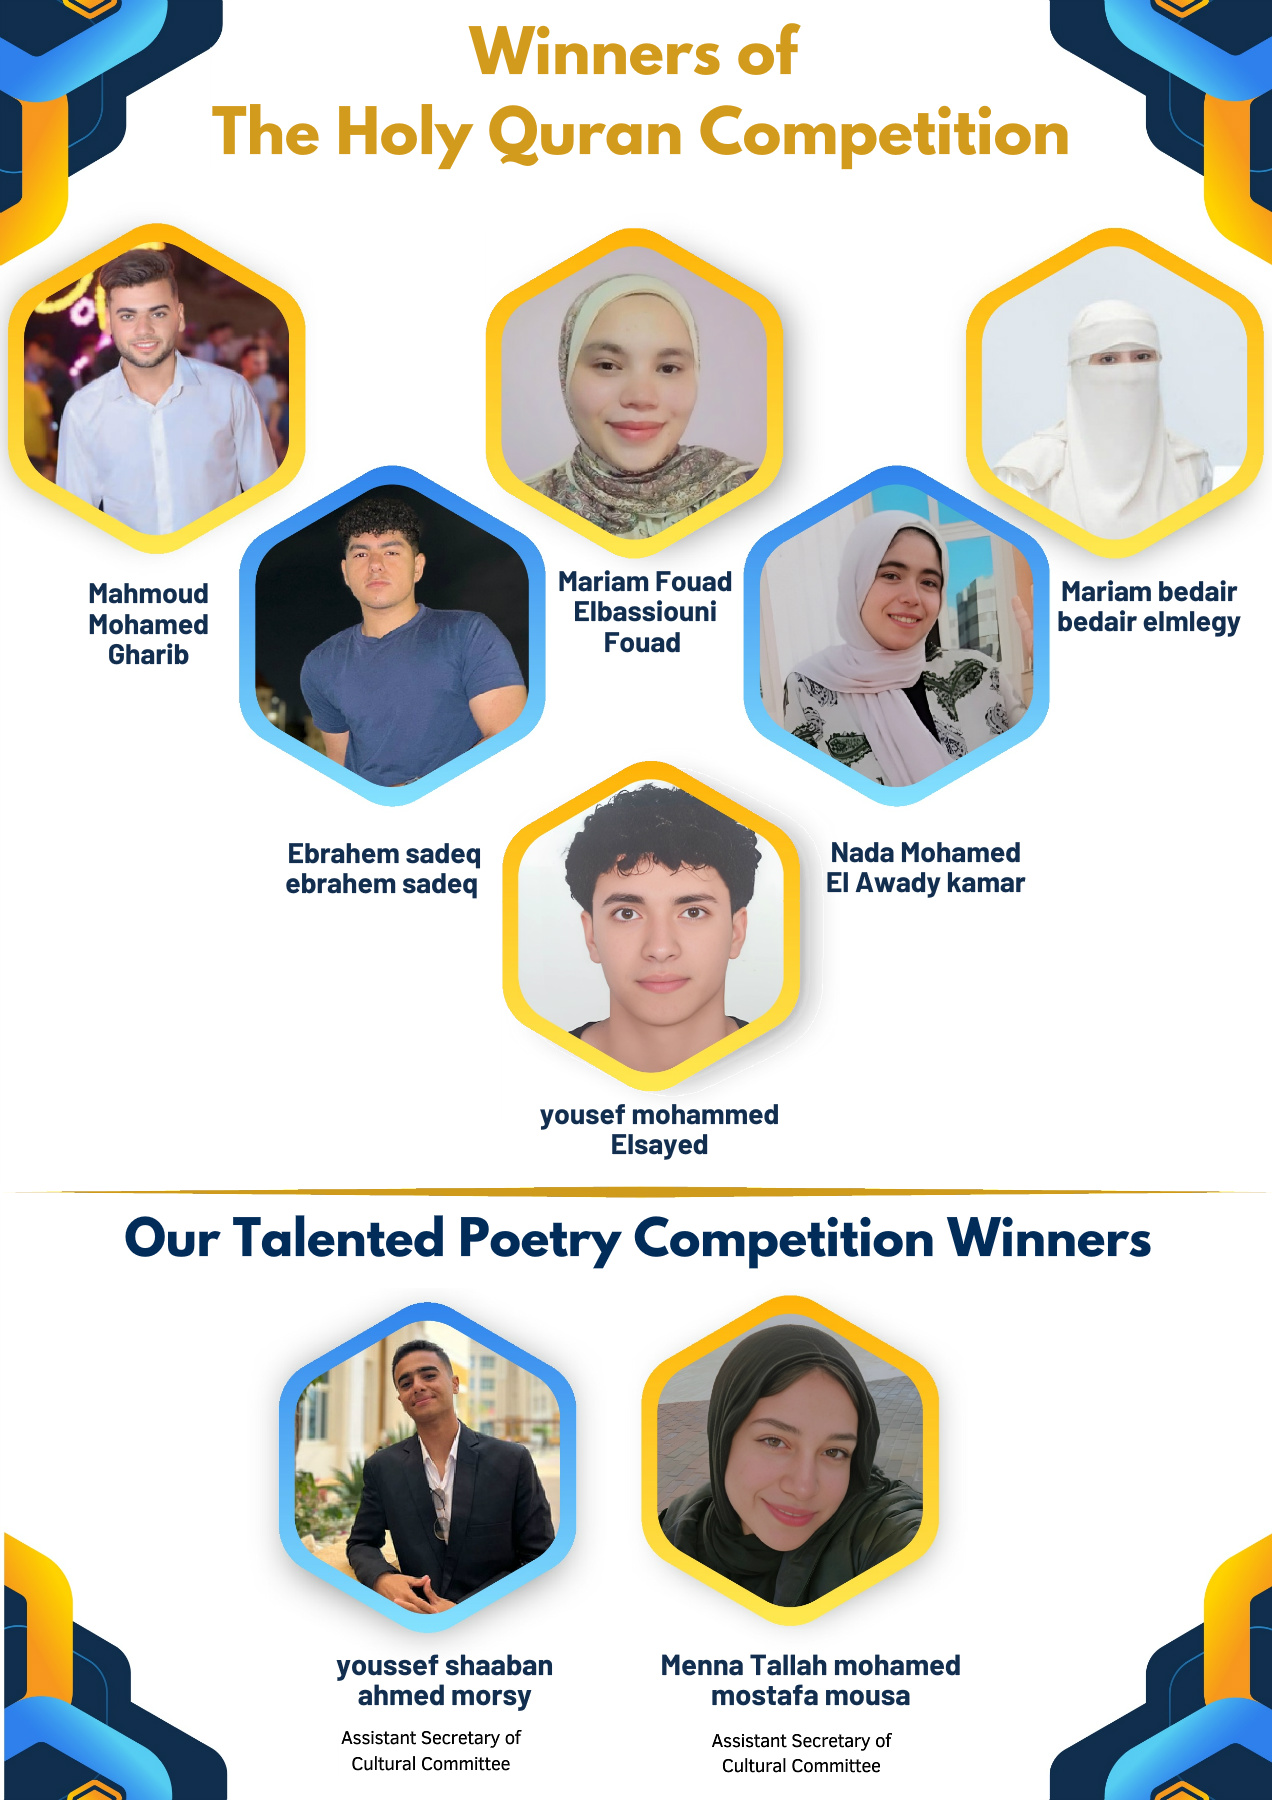 Winners of
The Holy Quran Competition
Mahmoud
Mohamed
Gharib
Mariam Fouad
Elbassiouni
Fouad
Mariam bedair
bedair elmlegy
Ebrahem sadeq
ebrahem sadeq
Nada Mohamed
El Awady kamar
yousef mohammed
Elsayed
Our Talented Poetry Competition Winners
youssef shaaban
ahmed morsy
Assistant Secretary of
Cultural Committee
Menna Tallah mohamed
mostafa mousa
Assistant Secretary of
Cultural Committee